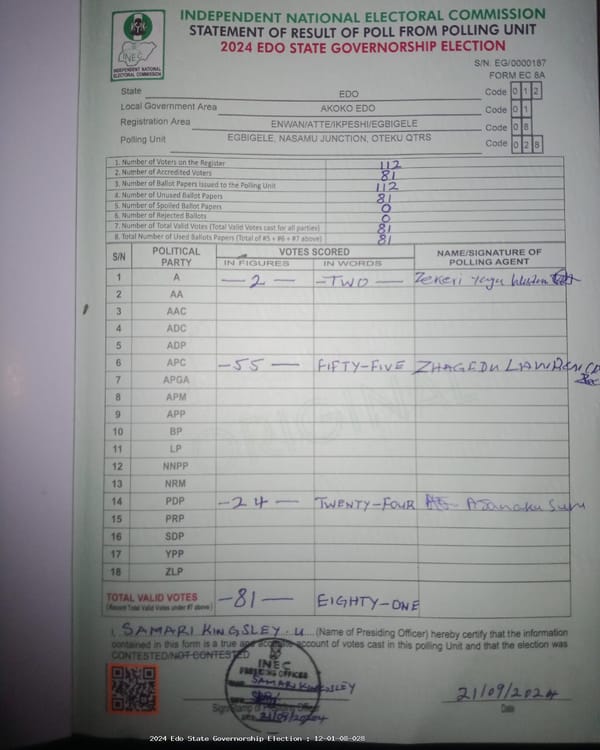 INDEPENDENT NATIONAL ELECTORAL COMMISSION
STATEMENT OF RESULT OF POLL FROM POLLING UNIT
2024 EDO STATE GOVERNORSHIP ELECTION
INEC
INDEPENDENT NATIONAL ELECTORAL COMMISSION
S/N: EG/0000187
FORM EC 8A
State EDO Code 0 1 2
Local Government Area AKOKO EDO Code 0 1
Registration Area ENWAN/ATTE/IKPESHI/EGBIGELE Code 0 8
Polling Unit EGBIGELE, NASAMU JUNCTION, OTEKU QTRS Code 0 2 8
1. Number of Voters on the Register 112
2. Number of Accredited Voters 81
3. Number of Ballot Papers issued to the Polling Unit 112
4. Number of Unused Ballot Papers 81
5. Number of Spoiled Ballot Papers 0
6. Number of Rejected Ballots 0
7. Number of Total Valid Votes (Total Valid Votes cast for all parties) 81
8. Total Number of Used Ballots Papers (Total of #5 + #6 + #7 above) 81
S/N POLITICAL PARTY VOTES SCORED NAME/SIGNATURE OF POLLING AGENT
IN FIGURES IN WORDS
1 A —2— —TWO— Zekeri
2 AA
3 AAC
4 ADC
5 ADP
6 APC —55— FIFTY-FIVE ZHAGEDU
7 APGA
8 APM
9 APP
10 BP
11 LP
12 NNPP
13 NRM
14 PDP —24— TWENTY-FOUR
15 PRP
16 SDP
17 YPP
18 ZLP
ORIGINAL
TOTAL VALID VOTES —81— EIGHTY-ONE
(Record Total Valid Votes under #7 above)
I, SAMARI KINGSLEY . U (Name of Presiding Officer) hereby certify that the information
contained in this form is a true and accurate account of votes cast in this polling Unit and that the election was
CONTESTED/NOT CONTESTED
INEC
PRESIDING OFFICER
SAMARI KINGSLEY
21/09/2024
Sign/Stamp of Presiding Officer
21/09/2024
Date
2024 Edo State Governorship Election : 12-01-08-028